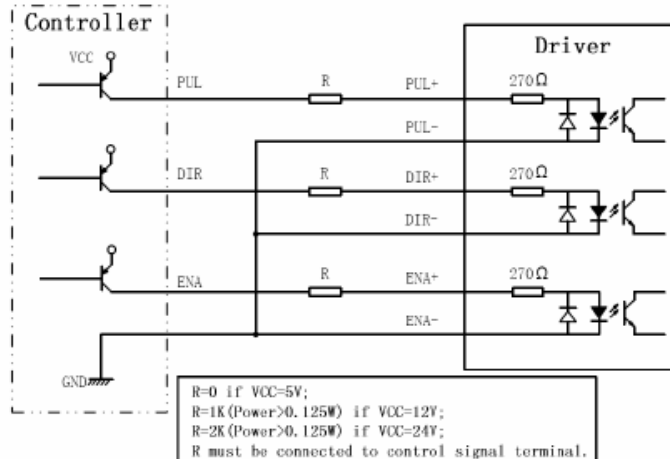 Controller
Driver
VCC
PUL
R
PUL+
270Ω
PUL-
DIR
R
DIR+
270Ω
DIR-
ENA
R
ENA+
270Ω
ENA-
GND
R=0 if VCC=5V;
R=1K(Power>0.125W) if VCC=12V;
R=2K(Power>0.125W) if VCC=24V;
R must be connected to control signal terminal.